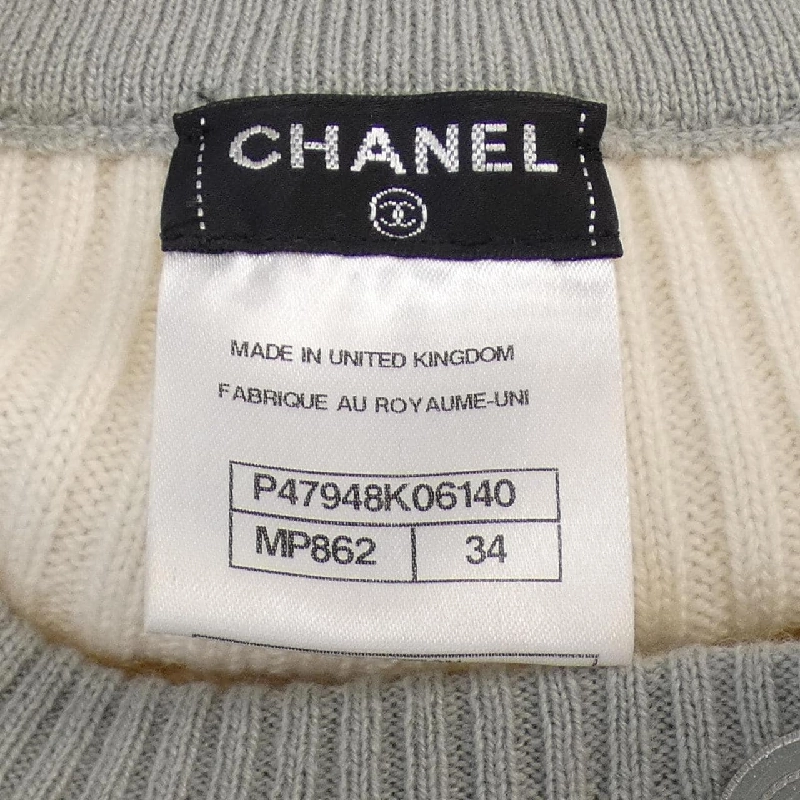 CHANEL
MADE IN UNITED KINGDOM
FABRIQUE AU ROYAUME-UNI
P47948K06140
MP862 34